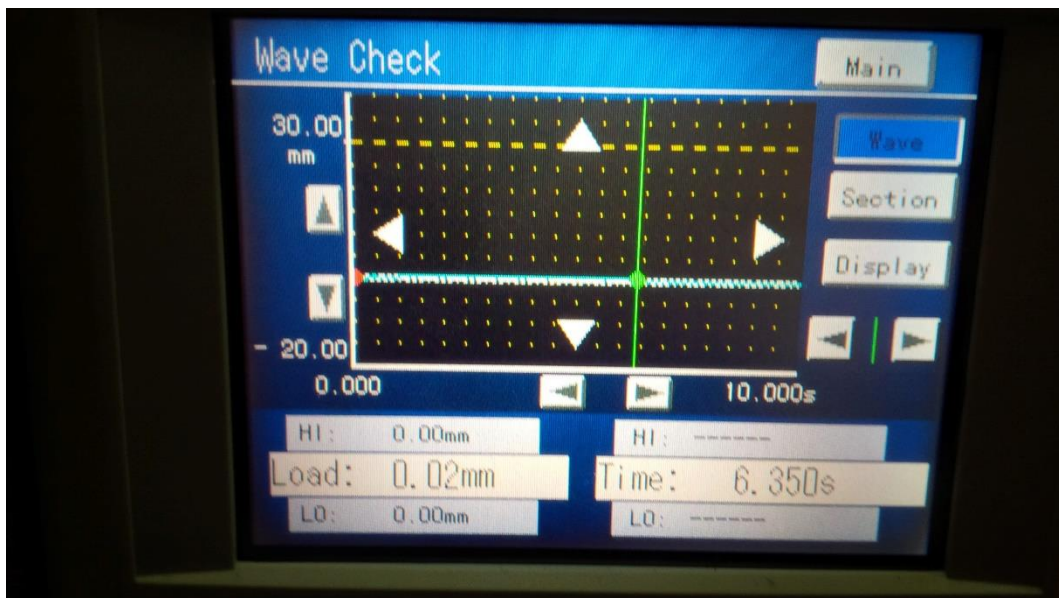 Wave Check
Main
30.00
mm
Wave
Section
Display
- 20.00
0.000
10.000s
HI: 0.00mm
HI: ------
Load: 0.02mm
Time: 6.350s
LO: 0.00mm
LO: ------